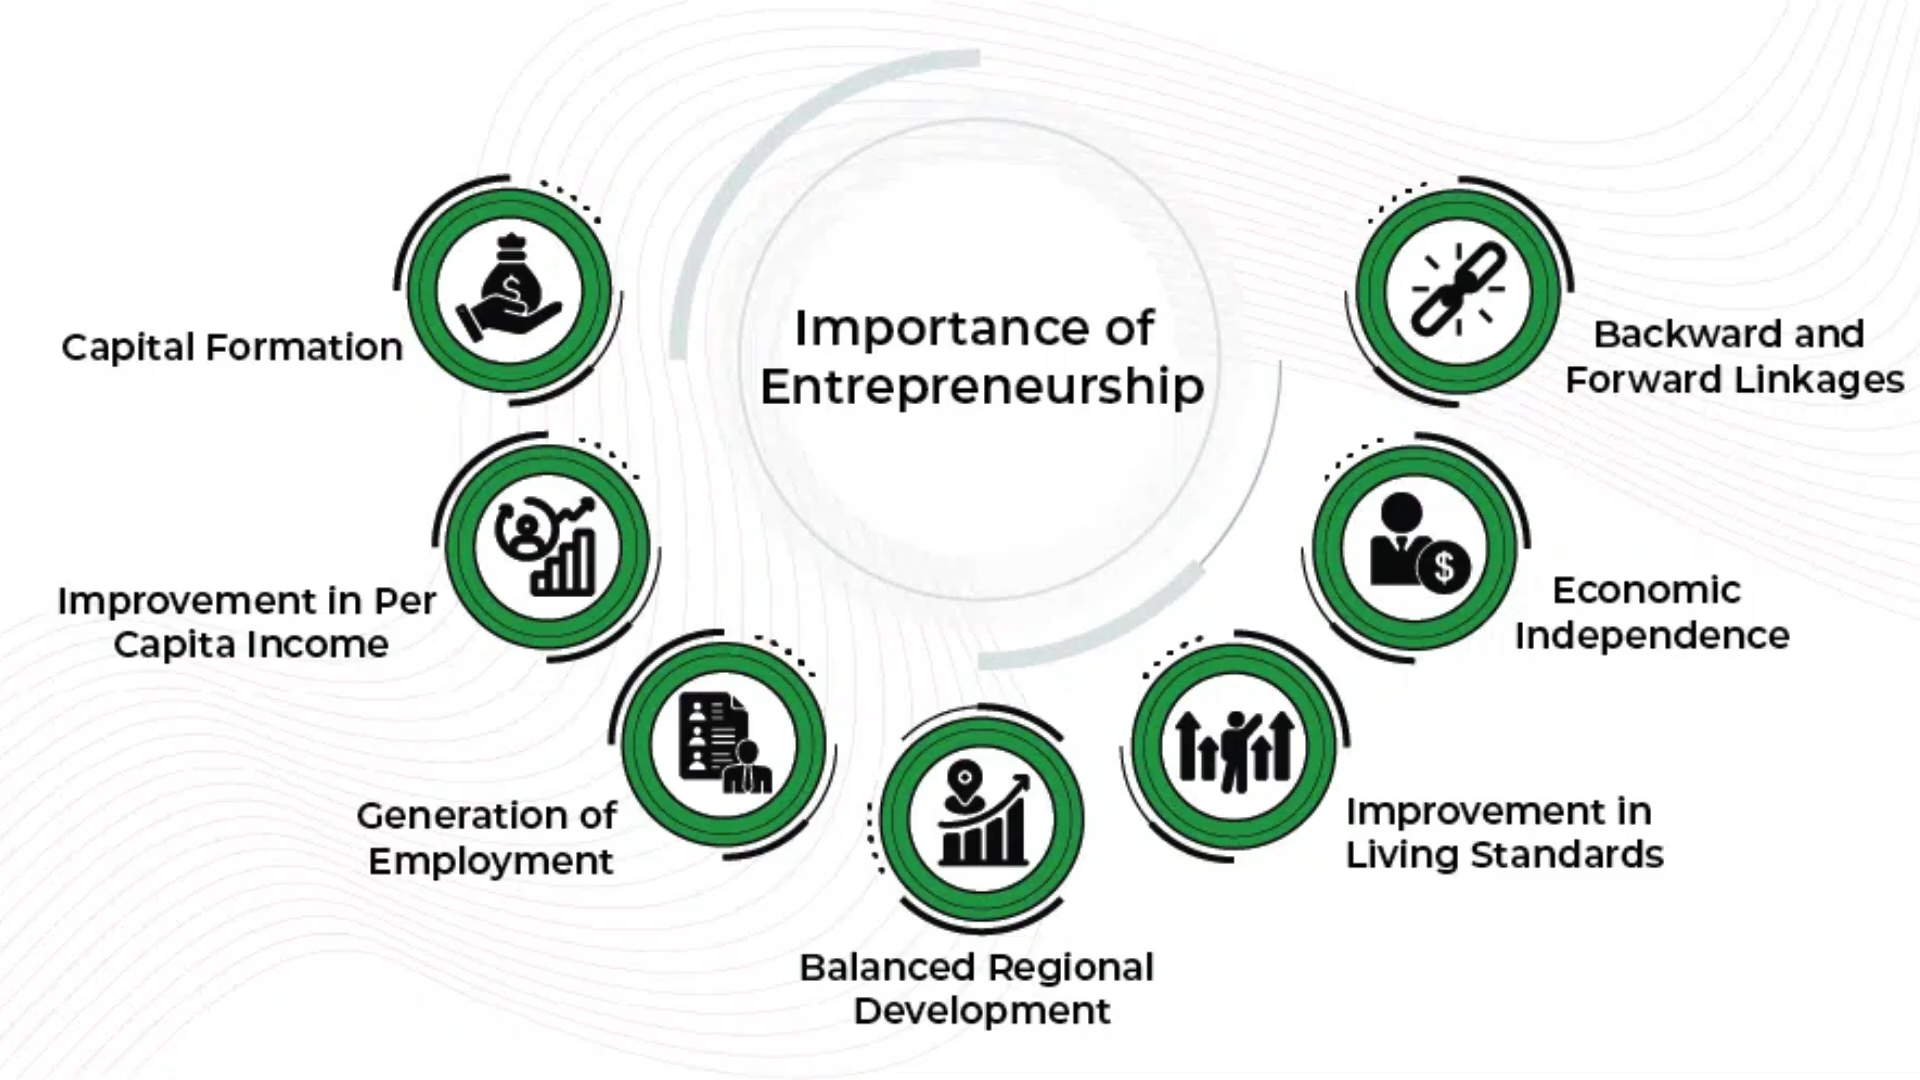 Importance of
Entrepreneurship
Capital Formation
Improvement in Per
Capita Income
Generation of
Employment
Balanced Regional
Development
Improvement in
Living Standards
Economic
Independence
Backward and
Forward Linkages